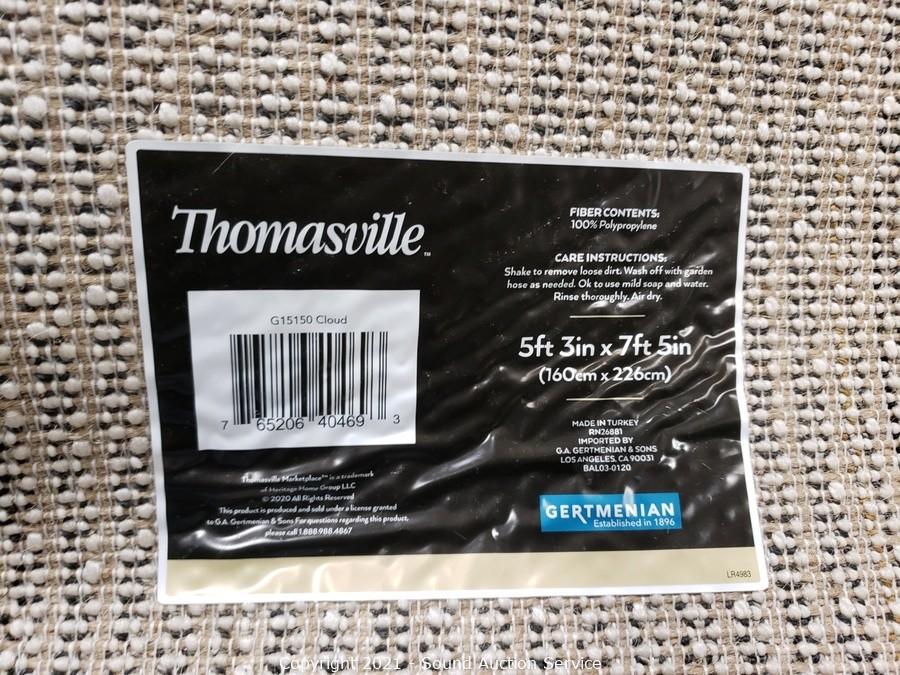 Thomasville™
G15150 Cloud
7 65206 40469 3
Thomasville Marketplace™ is a trademark
of Heritage Home Group LLC
© 2020 All Rights Reserved
This product is produced and sold under a license granted
to G.A. Gertmenian & Sons For questions regarding this product,
please call 1.888.988.4867
FIBER CONTENTS:
100% Polypropylene
CARE INSTRUCTIONS:
Shake to remove loose dirt. Wash off with garden
hose as needed. Ok to use mild soap and water.
Rinse thoroughly. Air dry.
5ft 3in x 7ft 5in
(160cm x 226cm)
MADE IN TURKEY
RN26881
IMPORTED BY
G.A. GERTMENIAN & SONS
LOS ANGELES, CA 90031
BAL03-0120
GERTMENIAN
Established in 1896
LR4983
Copyright 2021 - Sound Auction Service